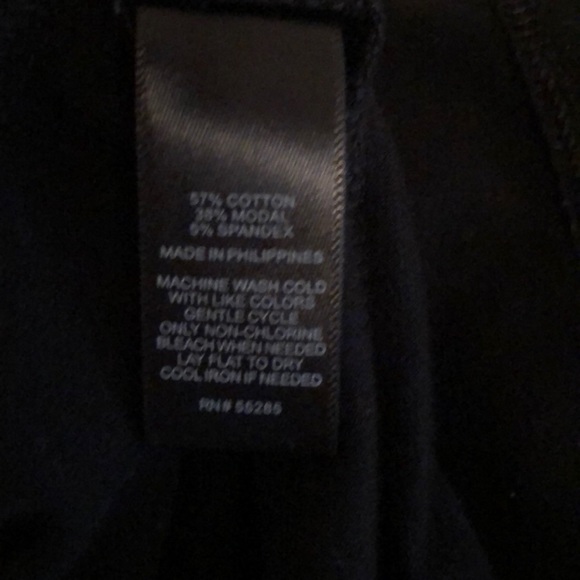 57% COTTON
38% MODAL
5% SPANDEX
MADE IN PHILIPPINES
MACHINE WASH COLD
WITH LIKE COLORS
GENTLE CYCLE
ONLY NON-CHLORINE
BLEACH WHEN NEEDED
LAY FLAT TO DRY
COOL IRON IF NEEDED
RN# 55285